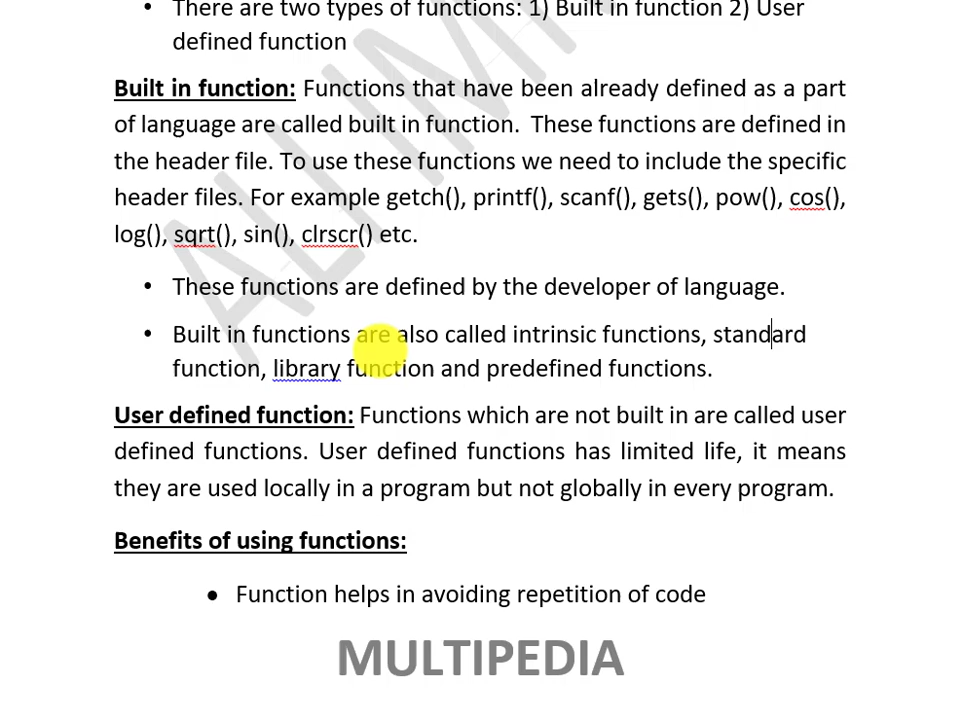 • There are two types of functions: 1) Built in function 2) User
defined function
Built in function: Functions that have been already defined as a part
of language are called built in function. These functions are defined in
the header file. To use these functions we need to include the specific
header files. For example getch(), printf(), scanf(), gets(), pow(), cos(),
log(), sqrt(), sin(), clrscr() etc.
• These functions are defined by the developer of language.
• Built in functions are also called intrinsic functions, standard
function, library function and predefined functions.
User defined function: Functions which are not built in are called user
defined functions. User defined functions has limited life, it means
they are used locally in a program but not globally in every program.
Benefits of using functions:
• Function helps in avoiding repetition of code
MULTIPEDIA